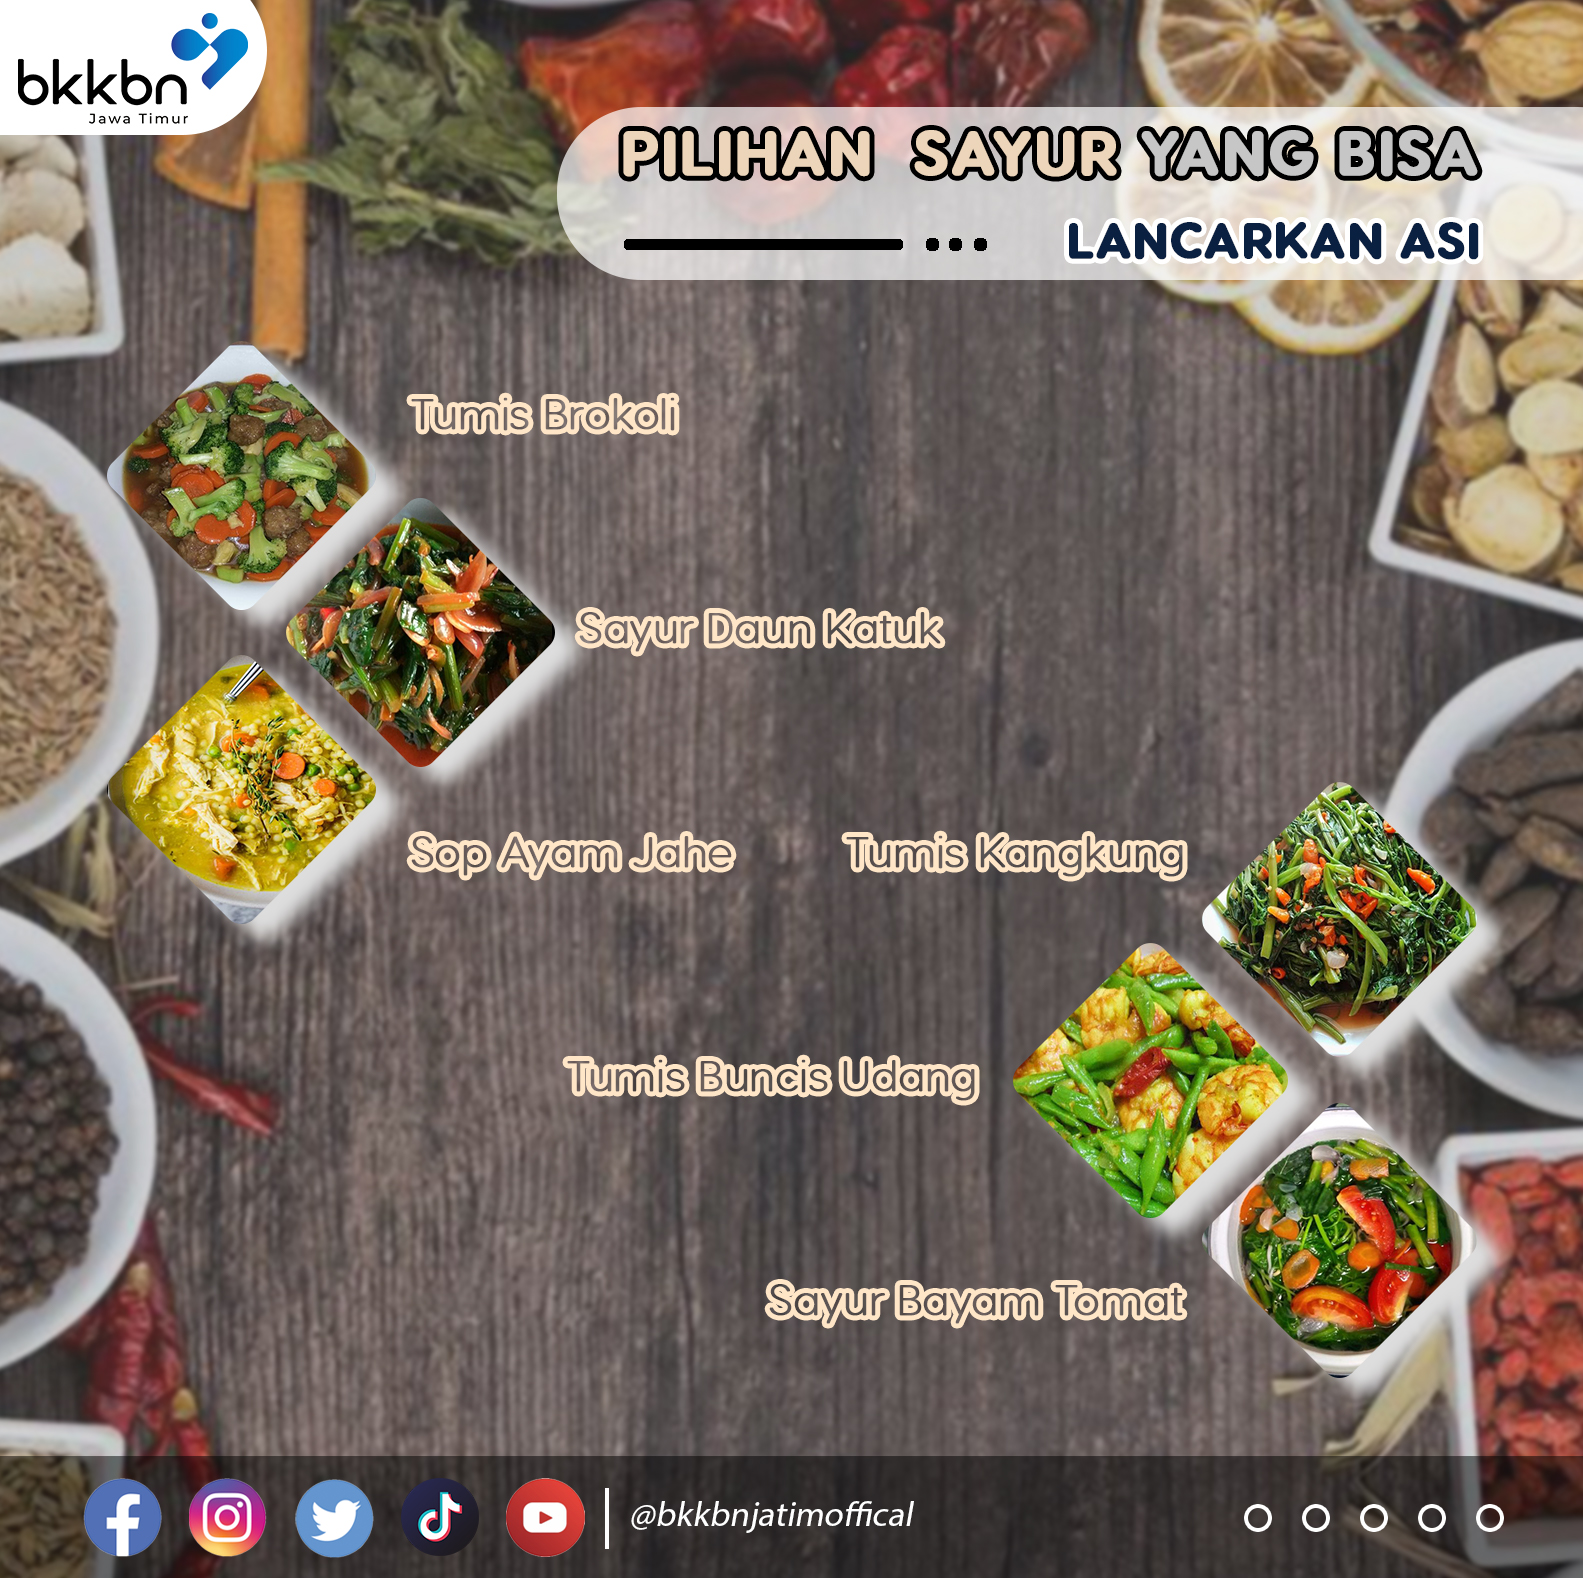 bkkbn
Jawa Timur
PILIHAN SAYUR YANG BISA
LANCARKAN ASI
Tumis Brokoli
Sayur Daun Katuk
Sop Ayam Jahe
Tumis Kangkung
Tumis Buncis Udang
Sayur Bayam Tomat
@bkkbnjatimoffical